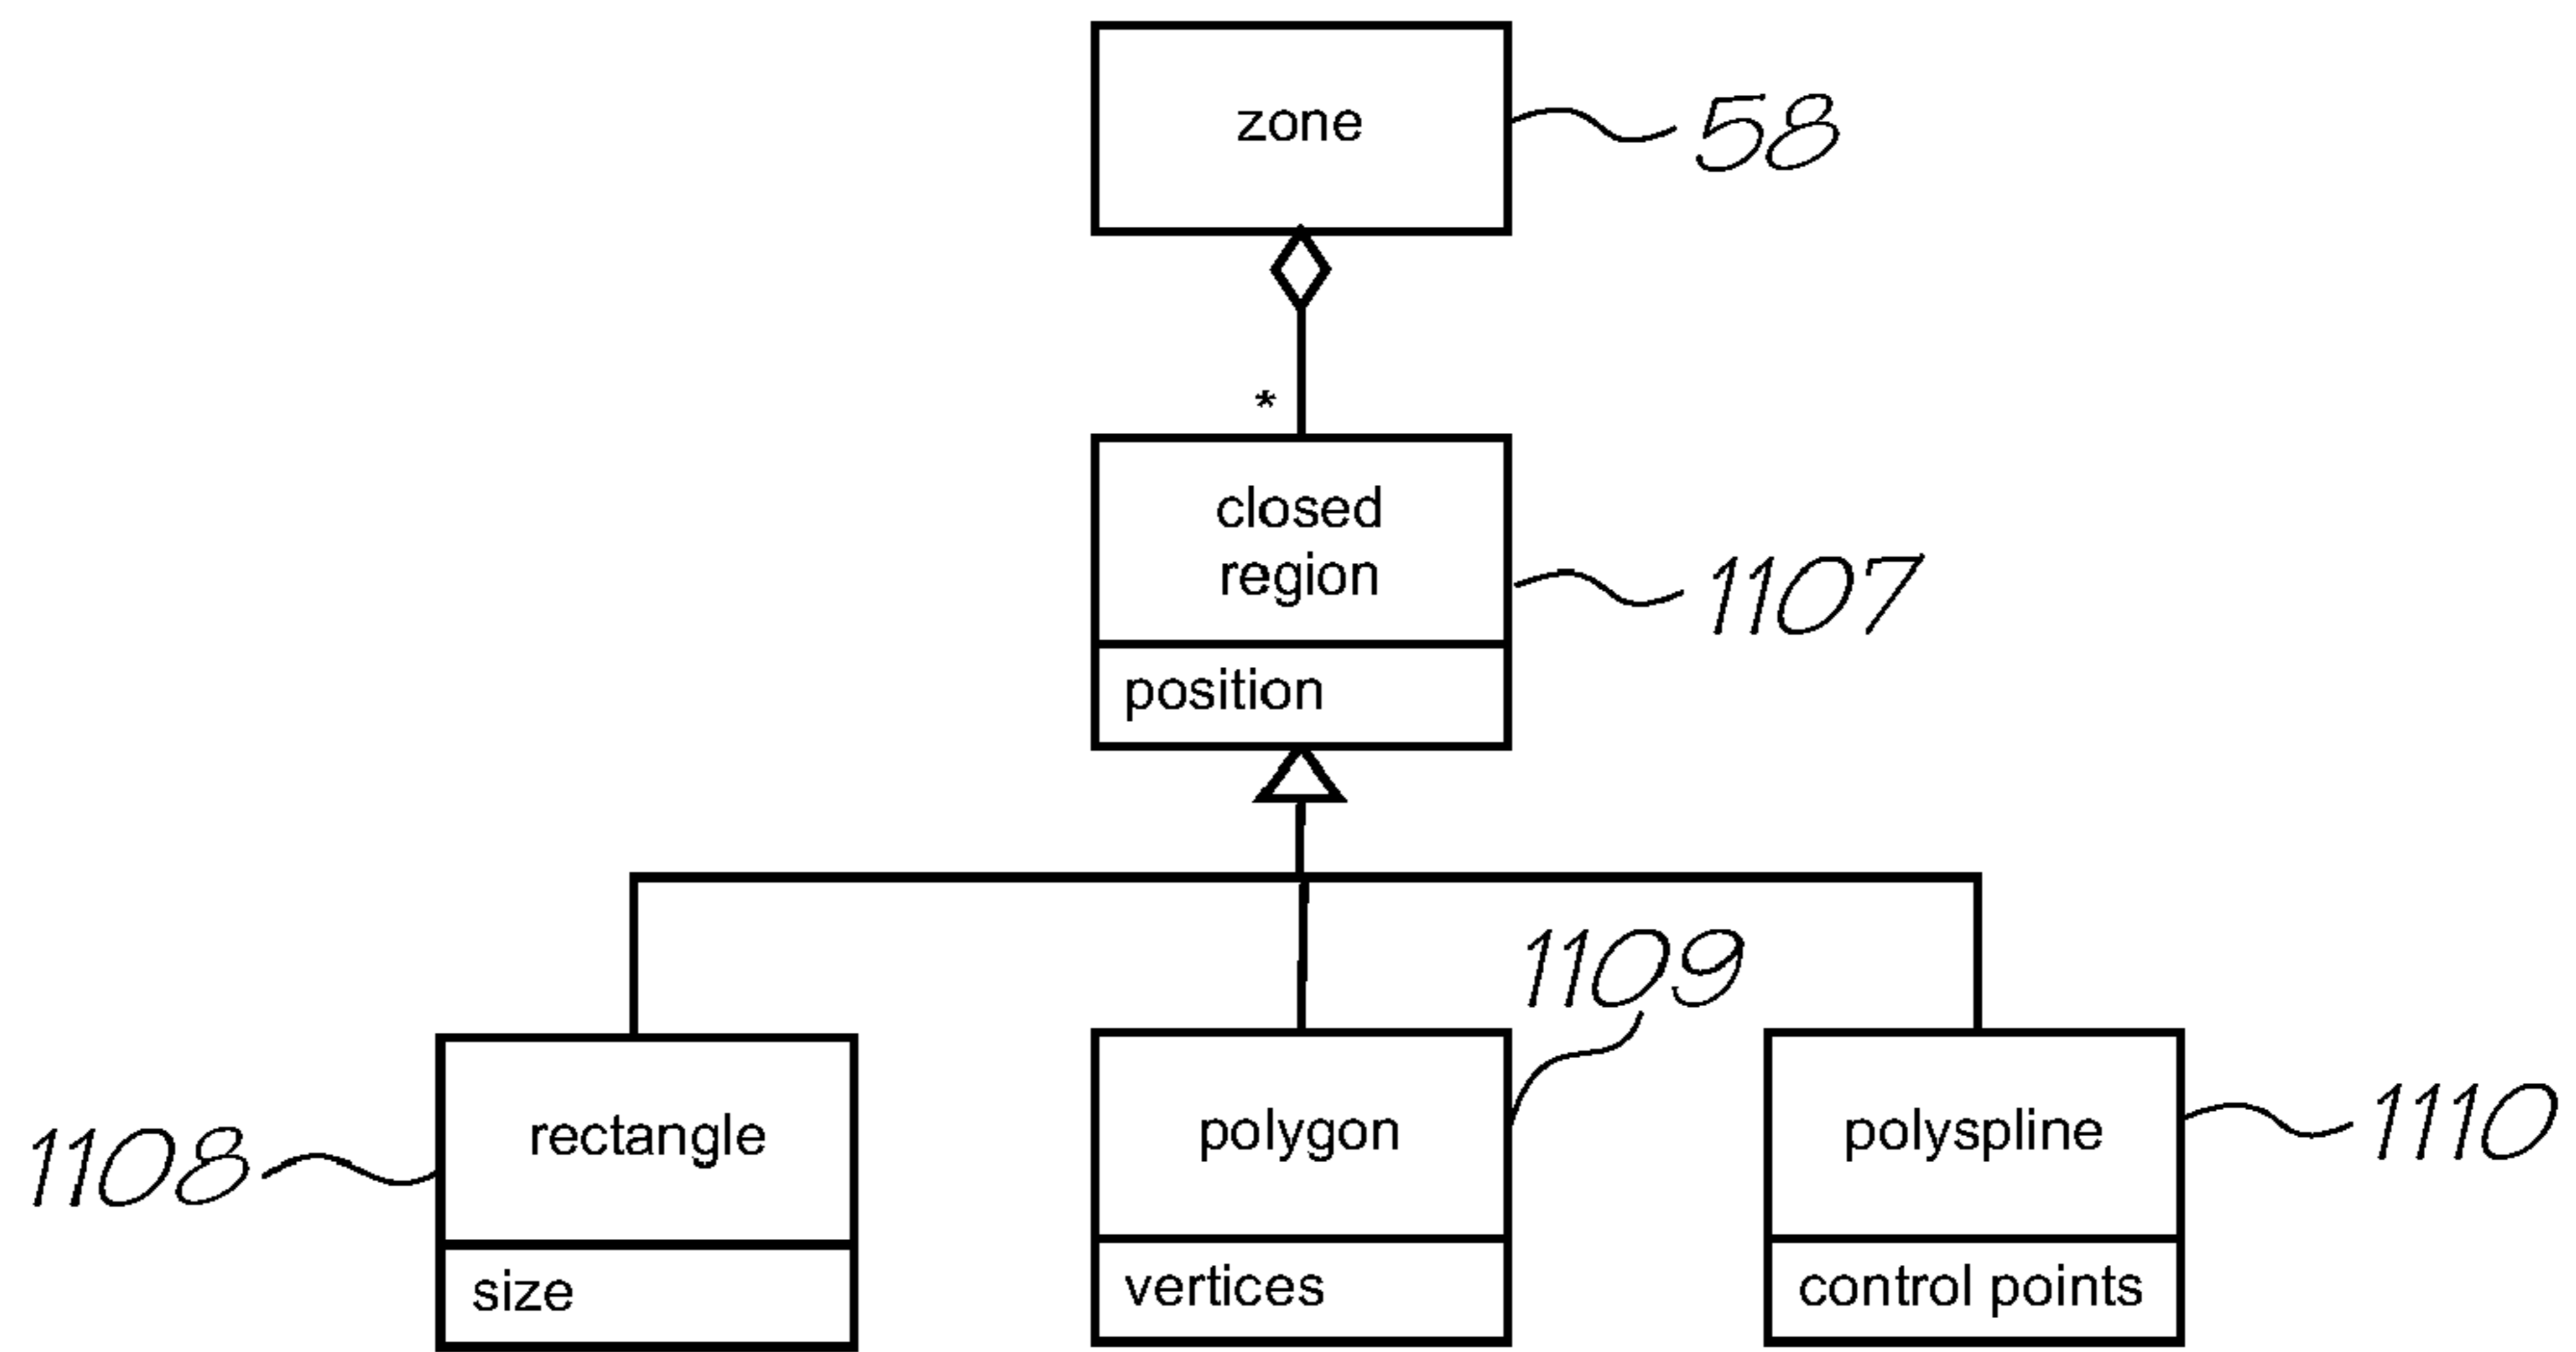 zone
58
*
closed
region
1107
position
1109
rectangle
1108
polygon
polyspline
1110
size
vertices
control points